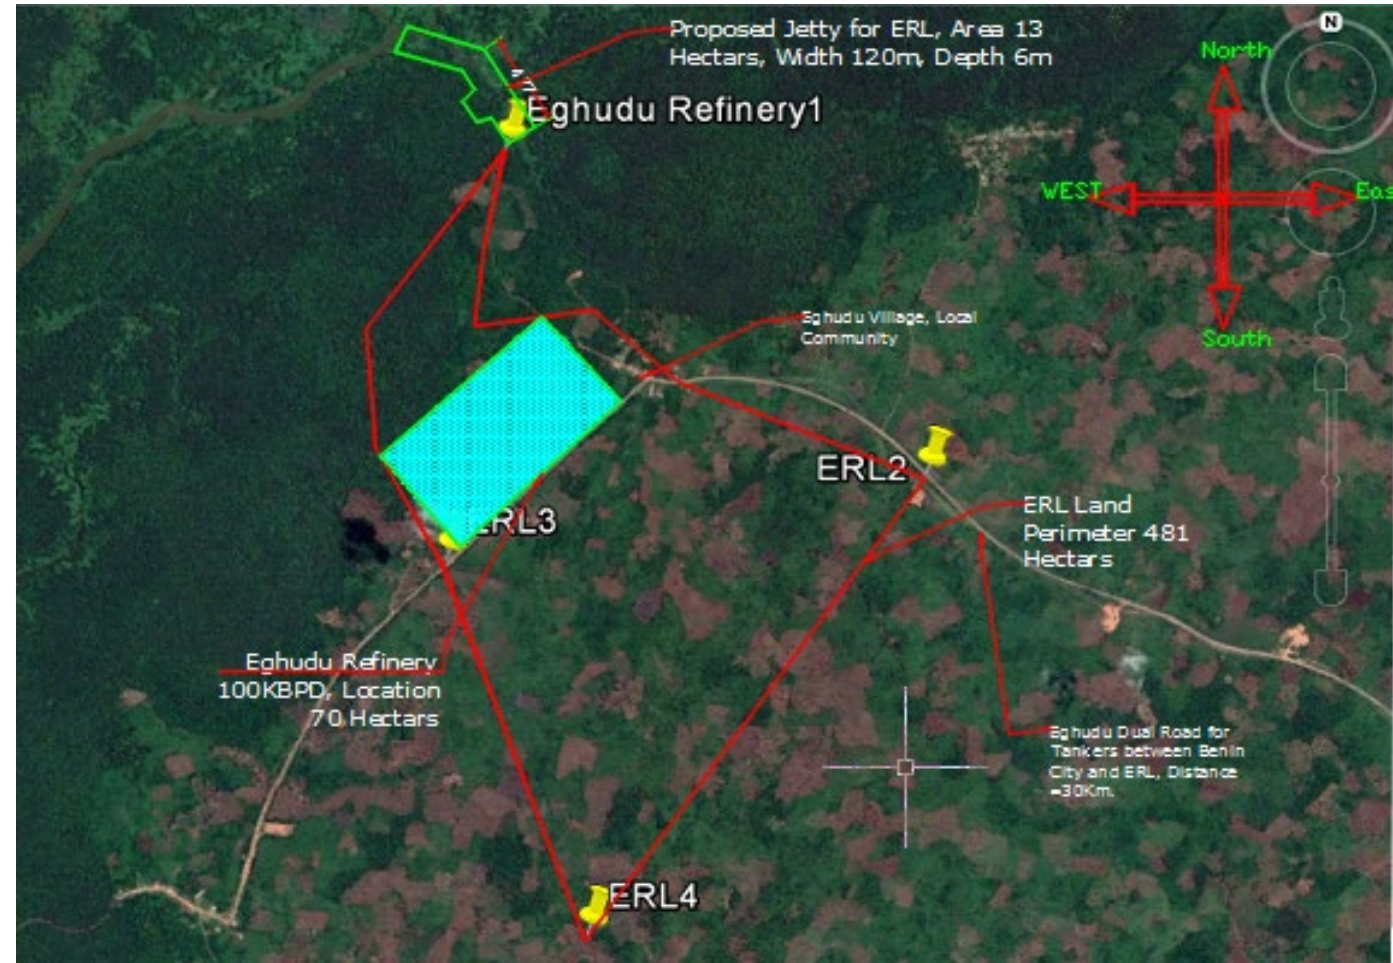 Proposed Jetty for ERL, Area 13
Hectars, Width 120m, Depth 6m
N
North
Eghudu Refinery1
WEST
Eas
South
Eghudu Village, Local
Community
ERL2
ERL Land
Perimeter 481
Hectars
ERL3
Eghudu Refinery
100KBPD, Location
70 Hectars
Eghudu Dual Road for
Tankers between Benin
City and ERL, Distance
=30Km.
ERL4